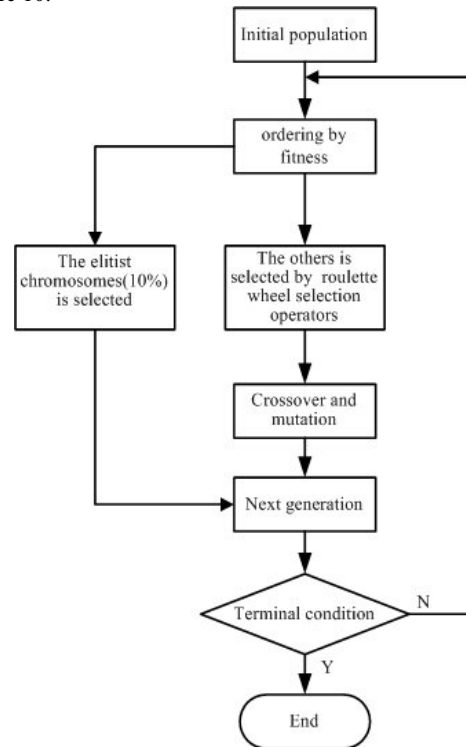 Initial population
ordering by
fitness
The elitist
chromosomes(10%)
is selected
The others is
selected by roulette
wheel selection
operators
Crossover and
mutation
Next generation
Terminal condition
N
Y
End